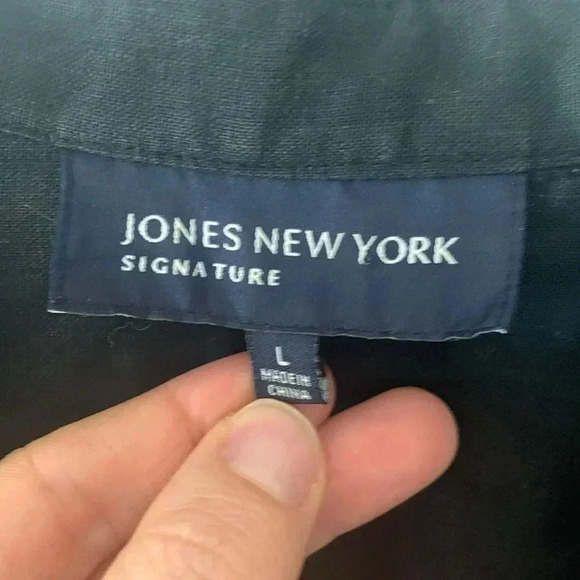 JONES NEW YORK
SIGNATURE
L
MADE IN
CHINA